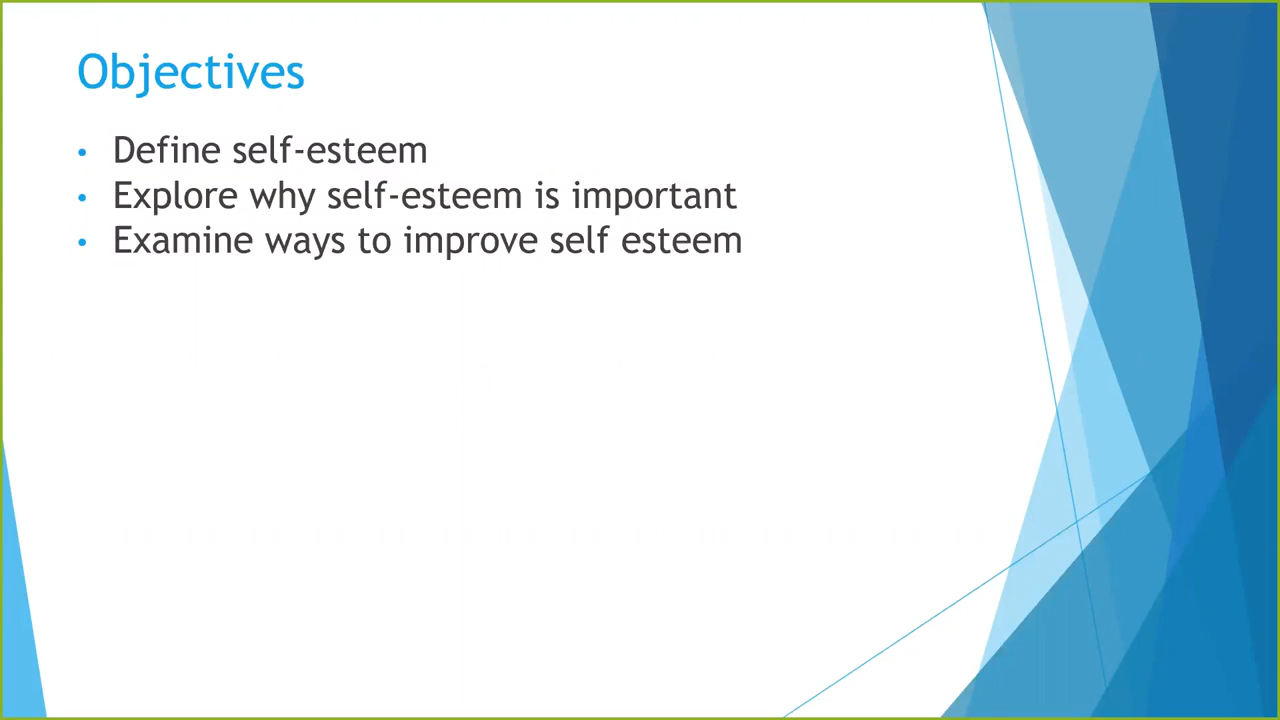 Objectives
• Define self-esteem
• Explore why self-esteem is important
• Examine ways to improve self esteem